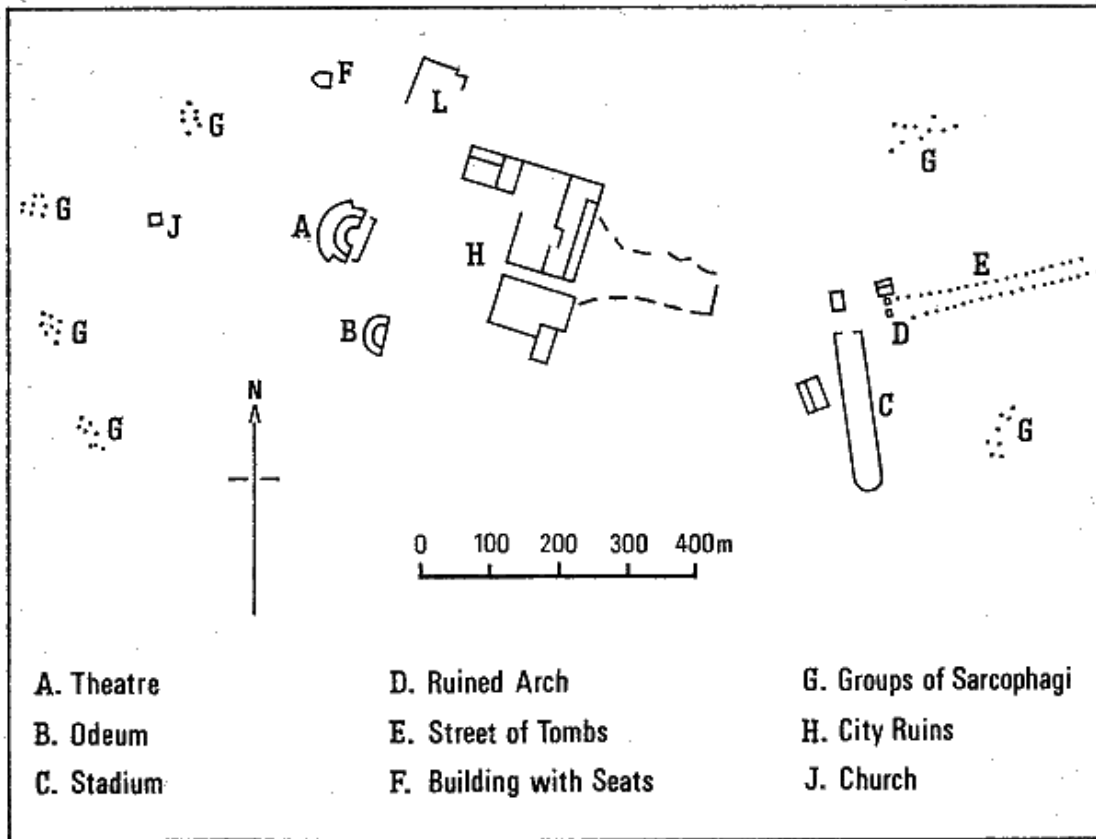 F
L
G
G
G
J
A
H
E
B
G
D
N
C
G
G
0 100 200 300 400m
A. Theatre
B. Odeum
C. Stadium
D. Ruined Arch
E. Street of Tombs
F. Building with Seats
G. Groups of Sarcophagi
H. City Ruins
J. Church